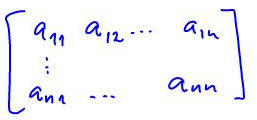 a₁₁ a₁₂ ... a₁ₙ
⋮
aₙ₁ ... aₙₙ